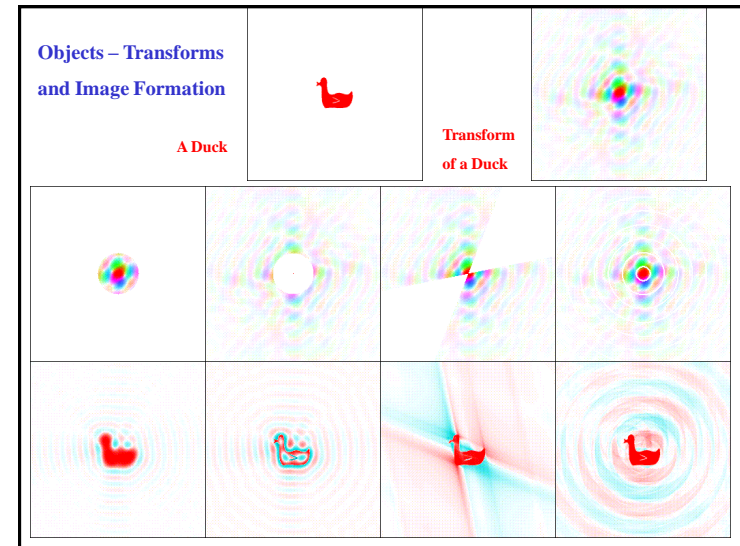 Objects – Transforms
and Image Formation
A Duck
Transform
of a Duck